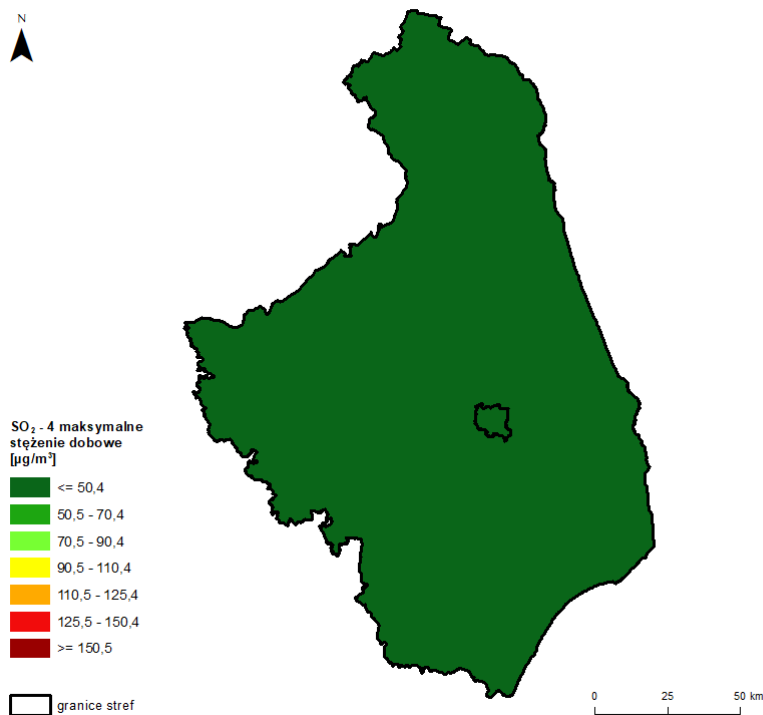 N
SO₂ - 4 maksymalne
stężenie dobowe
[µg/m³]
<= 50,4
50,5 - 70,4
70,5 - 90,4
90,5 - 110,4
110,5 - 125,4
125,5 - 150,4
>= 150,5
granice stref
0 25 50 km